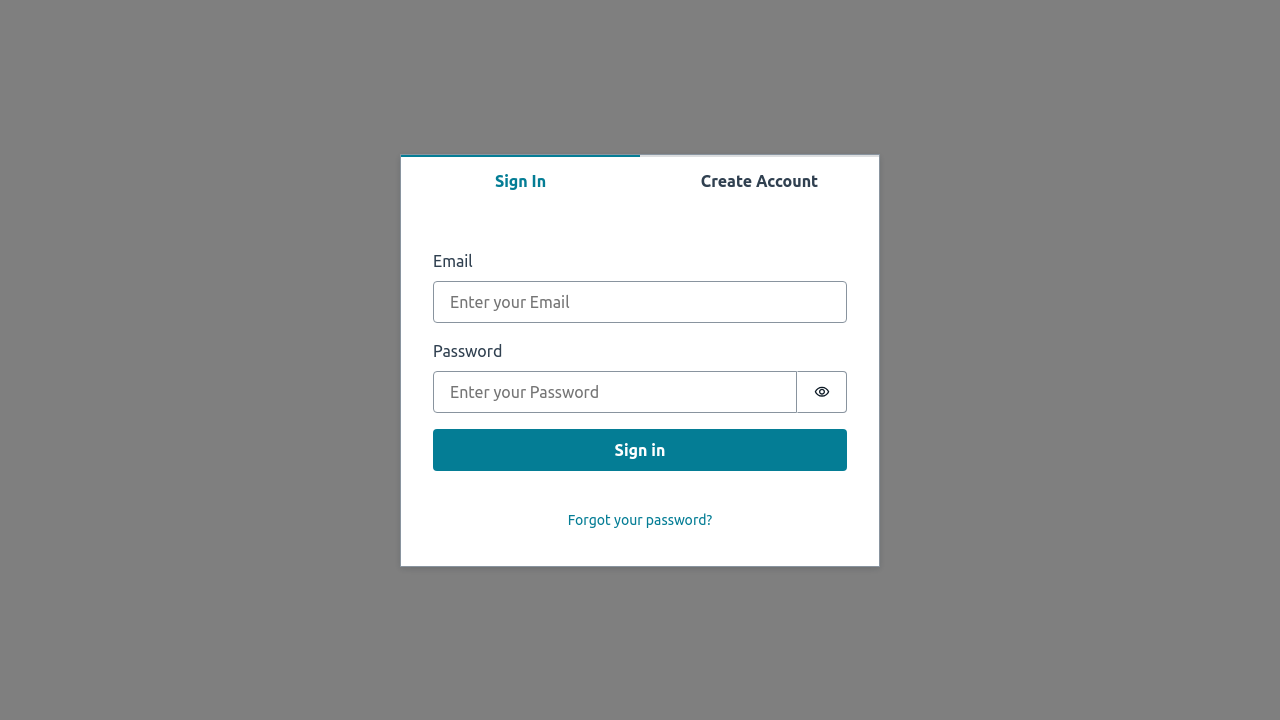 Sign In
Create Account
Email
Enter your Email
Password
Enter your Password
Sign in
Forgot your password?